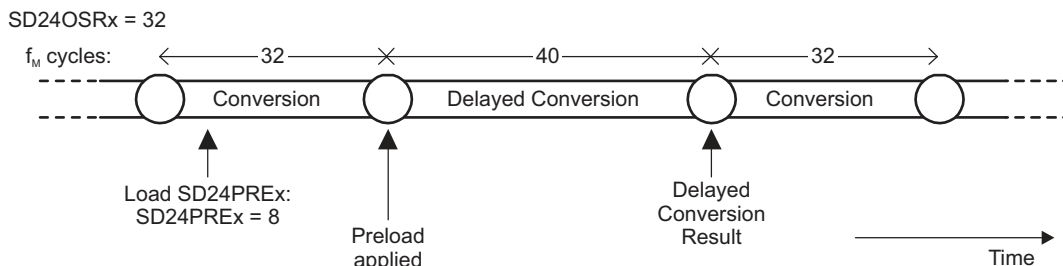 SD24OSRx = 32
fM cycles:
32
40
32
Conversion
Delayed Conversion
Conversion
Load SD24PREx:
SD24PREx = 8
Preload
applied
Delayed
Conversion
Result
Time